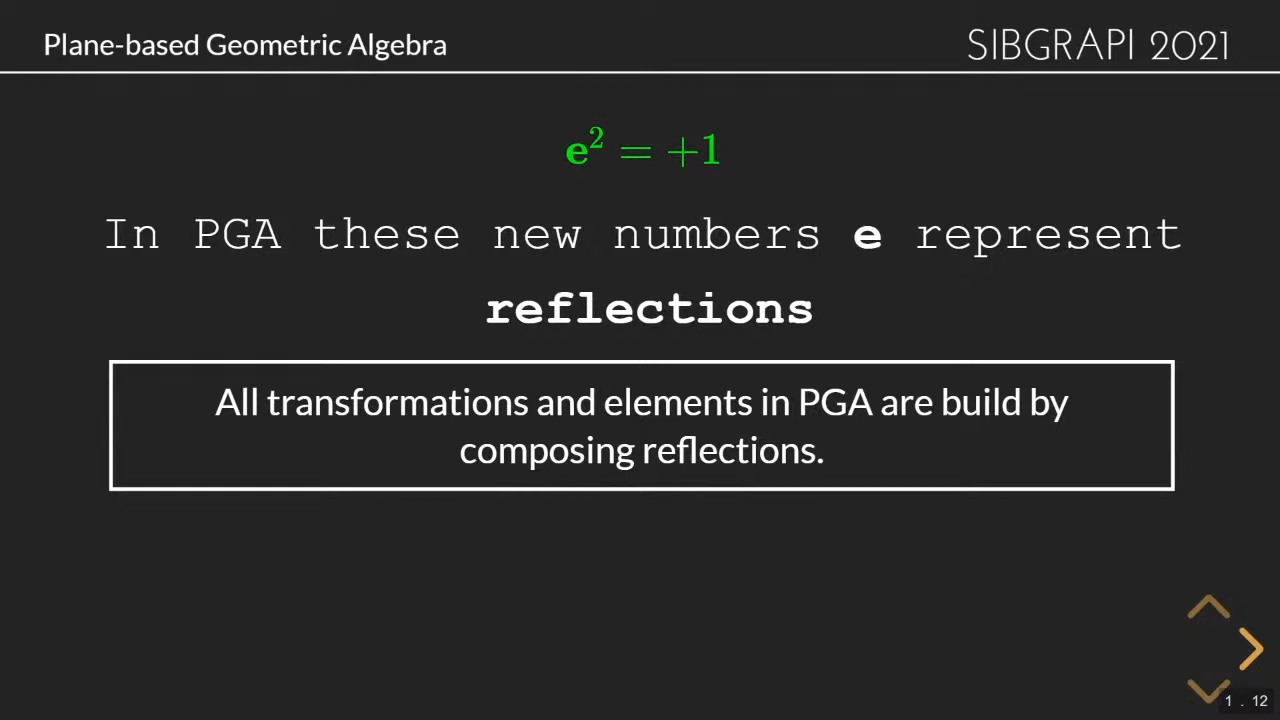 Plane-based Geometric Algebra
SIBGRAPI 2021
e² = +1
In PGA these new numbers e represent
reflections
All transformations and elements in PGA are build by
composing reflections.
1 . 12